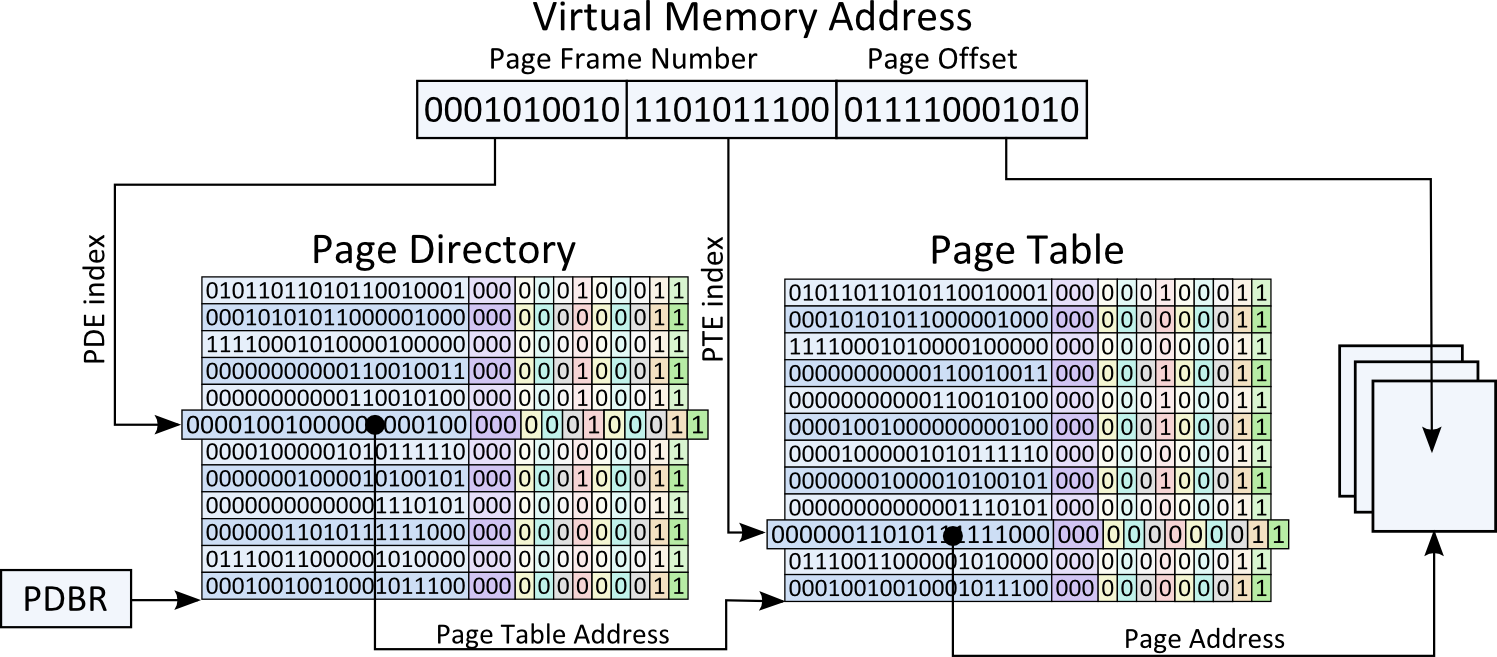 Virtual Memory Address
Page Frame Number Page Offset
0001010010 1101011100 011110001010
PDE index
Page Directory
01011011010110010001 000 0 0 0 1 0 0 0 1 1
00010101011000001000 000 0 0 0 0 0 0 0 1 1
11110001010000100000 000 0 0 0 0 0 0 0 1 1
00000000000110010011 000 0 0 0 1 0 0 0 1 1
00000000000110010100 000 0 0 0 1 0 0 0 1 1
000 0 0 0 1 0 0 0 1 1
00001000001010111110 000 0 0 0 0 0 0 0 1 1
00000001000010100101 000 0 0 0 1 0 0 0 1 1
00000000000001110101 000 0 0 0 0 0 0 0 1 1
00000011010111111000 000 0 0 0 0 0 0 0 1 1
01110011000001010000 000 0 0 0 0 0 0 0 1 1
00010010010001011100 000 0 0 0 0 0 0 0 1 1
PTE index
Page Table
01011011010110010001 000 0 0 0 1 0 0 0 1 1
00010101011000001000 000 0 0 0 0 0 0 0 1 1
11110001010000100000 000 0 0 0 0 0 0 0 1 1
00000000000110010011 000 0 0 0 1 0 0 0 1 1
00000000000110010100 000 0 0 0 1 0 0 0 1 1
00001001000000000100 000 0 0 0 1 0 0 0 1 1
00001000001010111110 000 0 0 0 0 0 0 0 1 1
00000001000010100101 000 0 0 0 1 0 0 0 1 1
00000000000001110101 000 0 0 0 0 0 0 0 1 1
000 0 0 0 0 0 0 0 1 1
01110011000001010000 000 0 0 0 0 0 0 0 1 1
00010010010001011100 000 0 0 0 0 0 0 0 1 1
PDBR
Page Table Address
Page Address